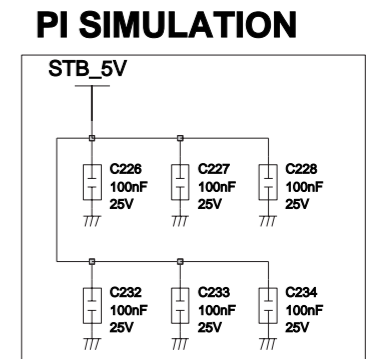 PI SIMULATION
STB_5V
C226
100nF
25V
C227
100nF
25V
C228
100nF
25V
C232
100nF
25V
C233
100nF
25V
C234
100nF
25V